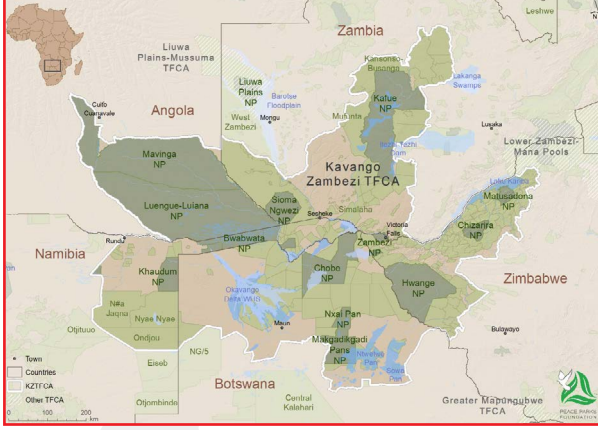 Zambia
Leshwe
Liuwa
Plains-Mussuma
TFCA
Kansonso-
Busanga
Liuwa
Plains
NP
Kafue
NP
Lukanga
Swamps
Cuito
Cuanavale
Angola
Barotse
Floodplain
Mongu
West
Zambezi
Lusaka
Lower Zambezi-
Mana Pools
Mavinga
NP
Kavango
Zambezi TFCA
Matusadona
NP
Luengue-Luiana
NP
Sioma
Ngwezi
NP
Sesheke
Simalaha
Victoria
Falls
Chizarira
NP
Rundu
Bwabwata
NP
Zambezi
NP
Namibia
Khaudum
NP
Chobe
NP
Hwange
NP
Zimbabwe
Okavango
Delta WHS
N#a
Jaqna
Nyae Nyae
Nxai Pan
NP
Otjituuo
Ondjou
Maun
Bulawayo
Makgadikgadi
Pans
NP
Ntwetwe
Pan
Sowa
Pan
Eiseb
NG/5
Town
Countries
KZTFCA
Other TFCA
Otjombinde
Botswana
Central
Kalahari
Greater Mapungubwe
TFCA
0
100
200
km
PEACE PARKS
FOUNDATION